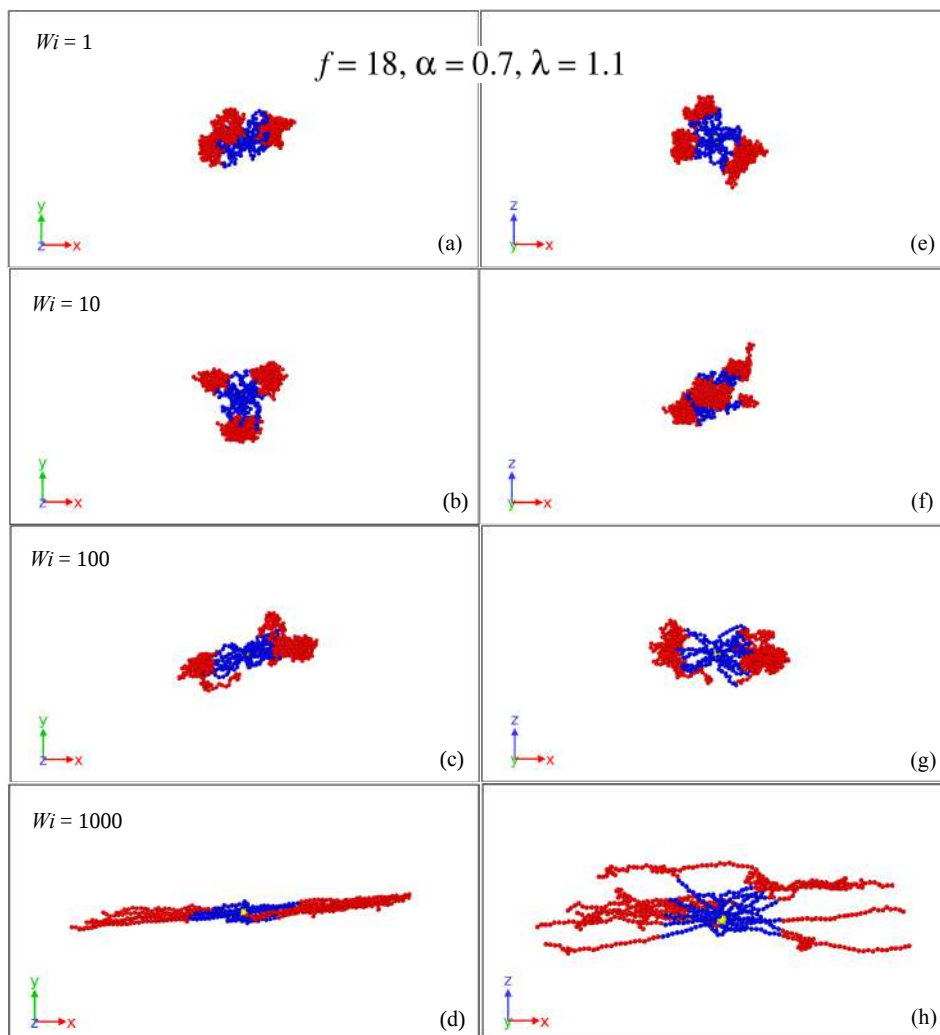 Wi = 1
f = 18, α = 0.7, λ = 1.1
y
z x
(a)
z
y x
(e)
Wi = 10
y
z x
(b)
z
y x
(f)
Wi = 100
y
z x
(c)
z
y x
(g)
Wi = 1000
y
z x
(d)
z
y x
(h)